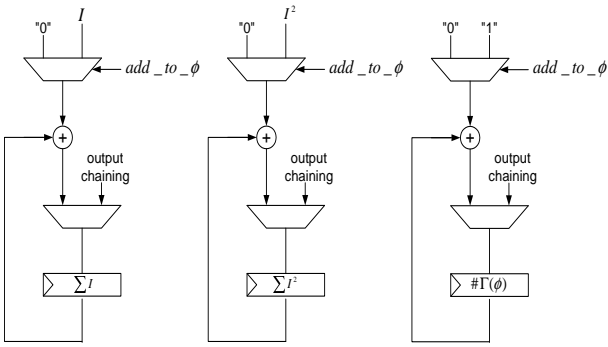 "0" I
add_to_ϕ
+
output
chaining
∑I
"0" I²
add_to_ϕ
+
output
chaining
∑I²
"0" "1"
add_to_ϕ
+
output
chaining
#Γ(ϕ)